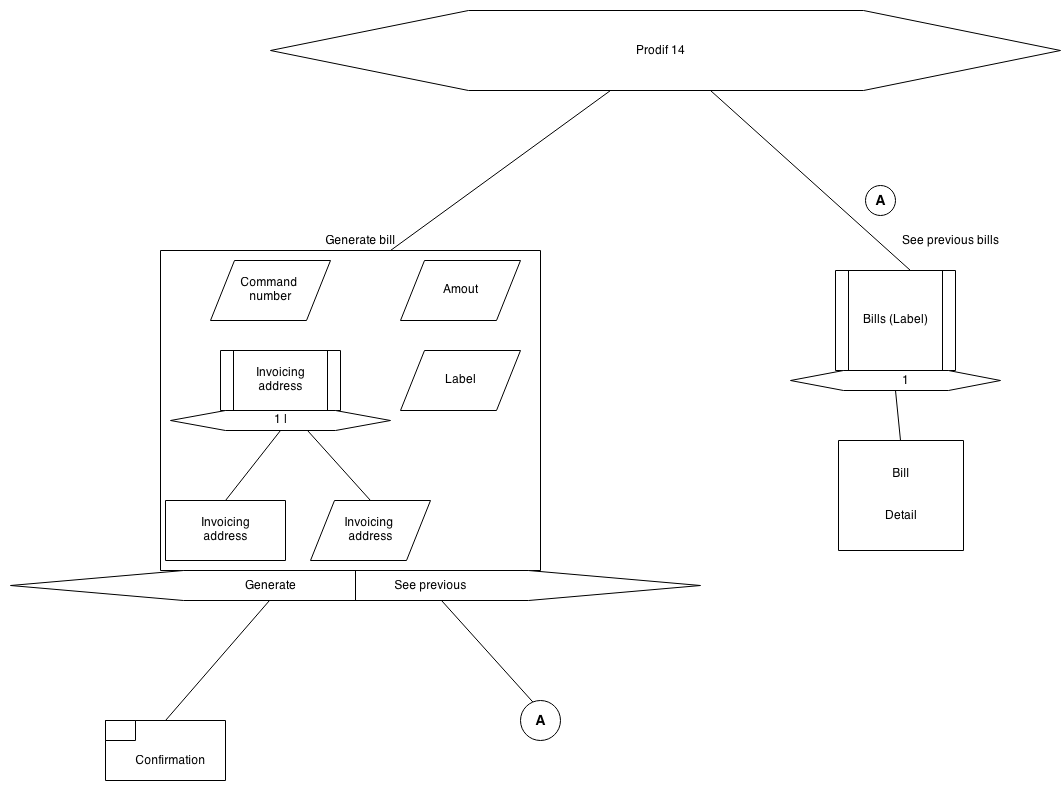 Prodif 14
A
Generate bill
See previous bills
Command
number
Amout
Bills (Label)
Invoicing
address
Label
1
1 l
Invoicing
address
Invoicing
address
Bill
Detail
Generate
See previous
A
Confirmation